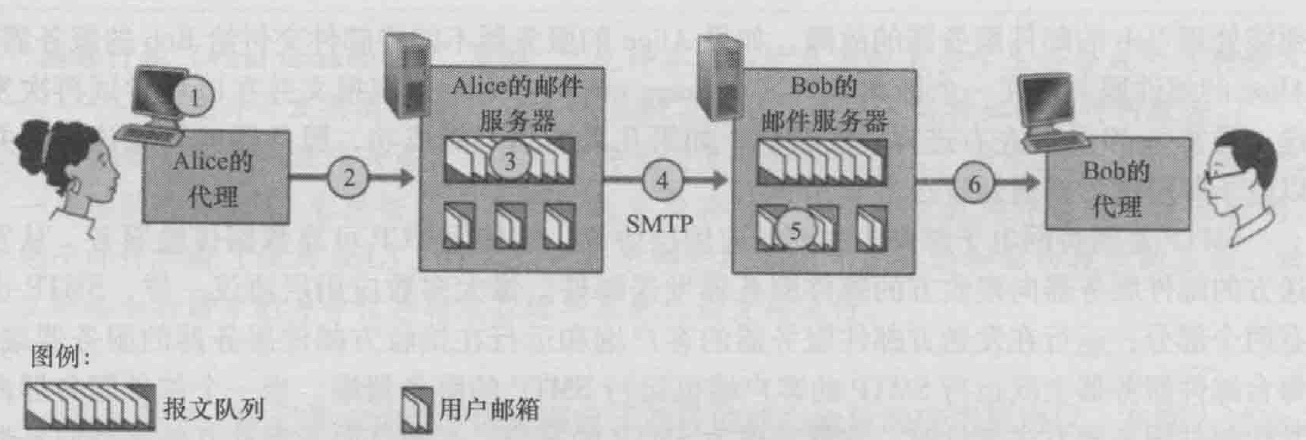 ①
Alice的
代理
②
Alice的邮件
服务器
③
④
SMTP
Bob的
邮件服务器
⑤
⑥
Bob的
代理
图例:
报文队列
用户邮箱